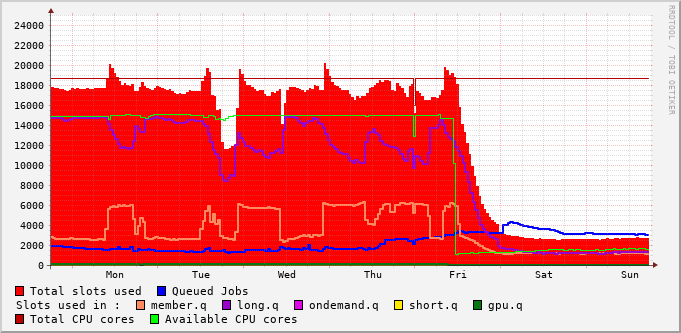 RRDTOOL / TOBI OETIKER
24000
22000
20000
18000
16000
14000
12000
10000
8000
6000
4000
2000
0
Mon Tue Wed Thu Fri Sat Sun
Total slots used Queued Jobs
Slots used in : member.q long.q ondemand.q short.q gpu.q
Total CPU cores Available CPU cores